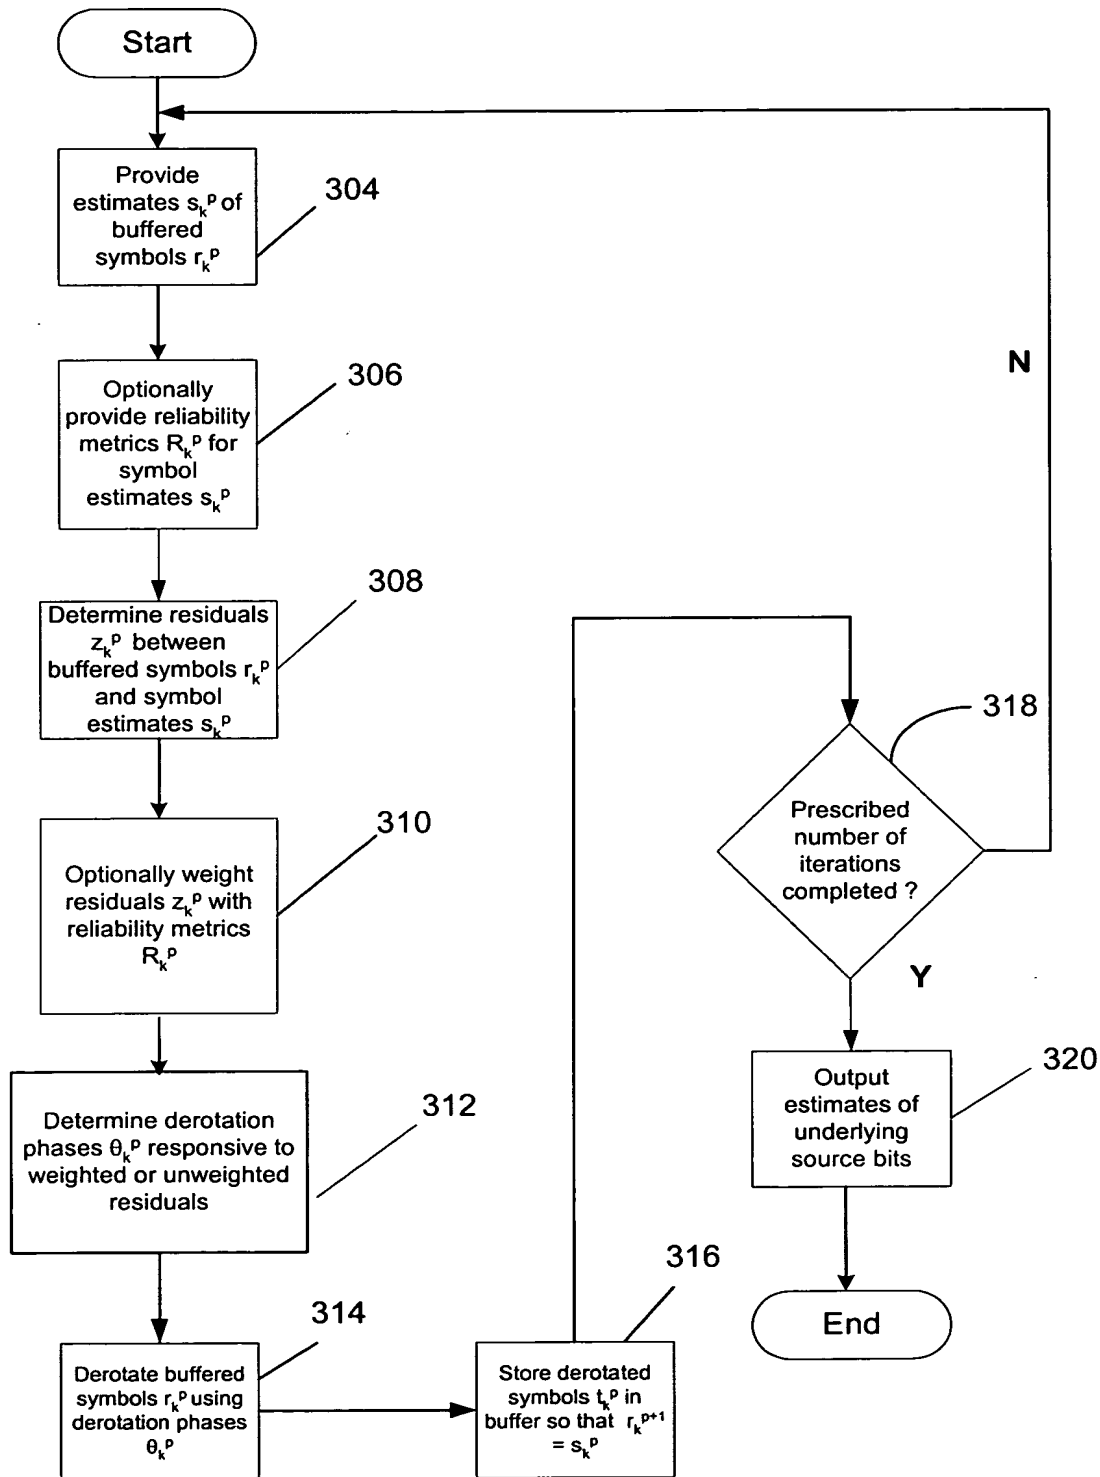 Start
Provide
estimates sₖᵖ of
buffered
symbols rₖᵖ
304
Optionally
provide reliability
metrics Rₖᵖ for
symbol
estimates sₖᵖ
306
Determine residuals
zₖᵖ between
buffered symbols rₖᵖ
and symbol
estimates sₖᵖ
308
Optionally weight
residuals zₖᵖ with
reliability metrics
Rₖᵖ
310
Determine derotation
phases θₖᵖ responsive to
weighted or unweighted
residuals
312
Derotate buffered
symbols rₖᵖ using
derotation phases
θₖᵖ
314
Store derotated
symbols tₖᵖ in
buffer so that rₖᵖ⁺¹
= sₖᵖ
316
Prescribed
number of
iterations
completed ?
318
N
Y
Output
estimates of
underlying
source bits
320
End